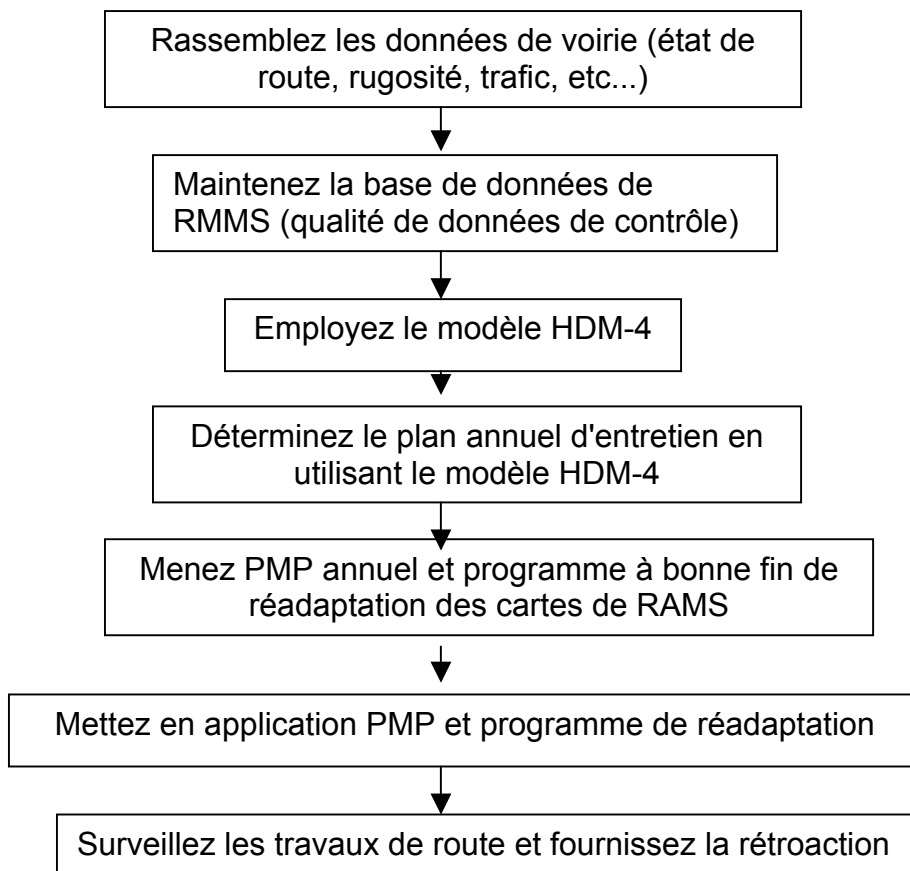 Rassemblez les données de voirie (état de
route, rugosité, trafic, etc...)
Maintenez la base de données de
RMMS (qualité de données de contrôle)
Employez le modèle HDM-4
Déterminez le plan annuel d'entretien en
utilisant le modèle HDM-4
Menez PMP annuel et programme à bonne fin de
réadaptation des cartes de RAMS
Mettez en application PMP et programme de réadaptation
Surveillez les travaux de route et fournissez la rétroaction